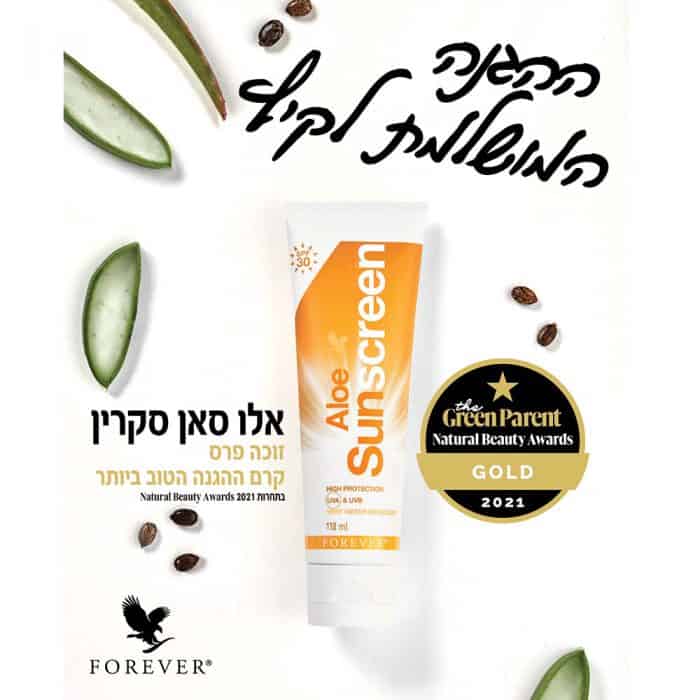 ההגנה
המושלמת לקיץ
SPF
30
Aloe
Sunscreen
HIGH PROTECTION
UVA & UVB
118 ml
FOREVER®
אלו סאן סקרין
זוכה פרס
קרם ההגנה הטוב ביותר
בתחרות Natural Beauty Awards 2021
the
Green Parent
Natural Beauty Awards
GOLD
2021
FOREVER®